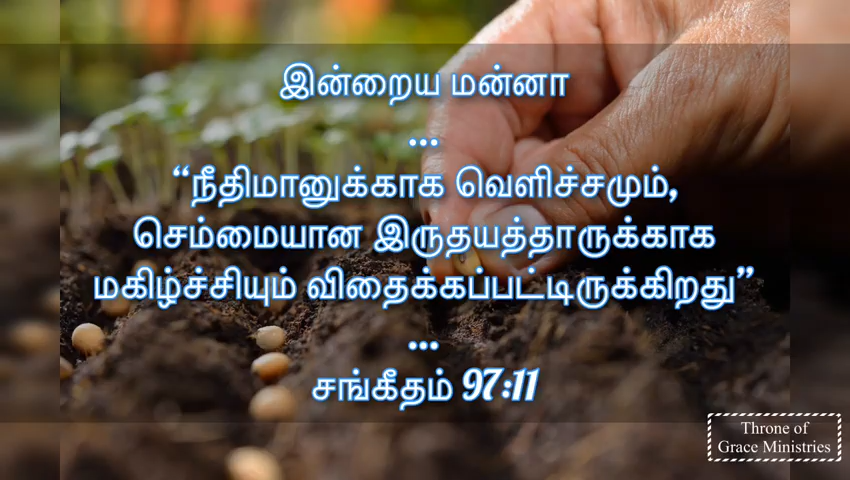 இன்றைய மன்னா
...
“நீதிமானுக்காக வெளிச்சமும்,
செம்மையான இருதயத்தாருக்காக
மகிழ்ச்சியும் விதைக்கப்பட்டிருக்கிறது”
...
சங்கீதம் 97:11
Throne of
Grace Ministries